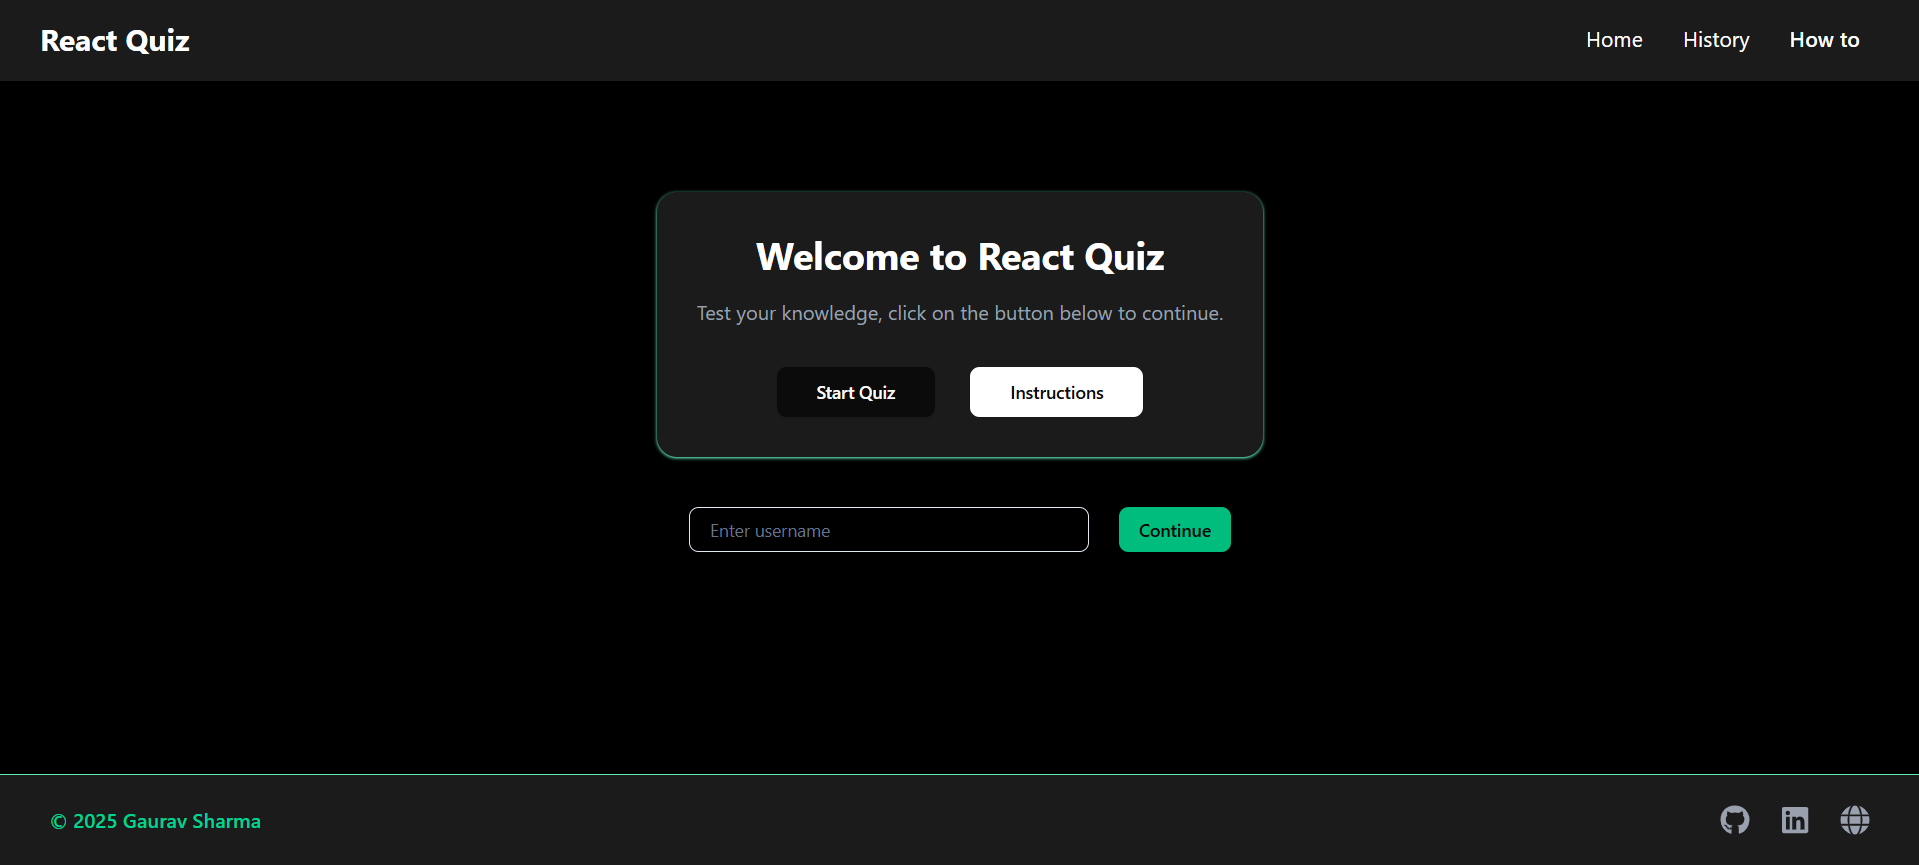 React Quiz
Home History How to
Welcome to React Quiz
Test your knowledge, click on the button below to continue.
Start Quiz Instructions
Enter username Continue
© 2025 Gaurav Sharma
in